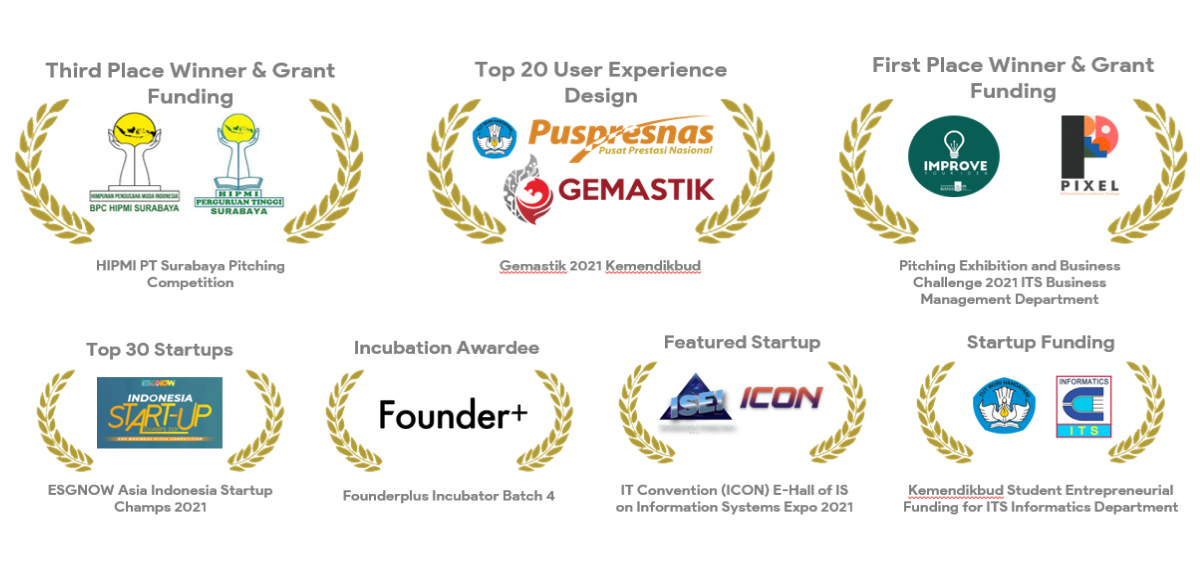 Third Place Winner & Grant
Funding
HIMPUNAN PENGUSAHA MUDA INDONESIA
BPC HIPMI SURABAYA
HIPMI
PERGURUAN TINGGI
SURABAYA
HIPMI PT Surabaya Pitching
Competition
Top 20 User Experience
Design
Puspresnas
Pusat Prestasi Nasional
GEMASTIK
Gemastik 2021 Kemendikbud
First Place Winner & Grant
Funding
IMPROVE
YOUR IDEA
PIXEL
Pitching Exhibition and Business
Challenge 2021 ITS Business
Management Department
Top 30 Startups
ESGNOW
INDONESIA
START-UP
ESGNOW Asia Indonesia Startup
Champs 2021
Incubation Awardee
Founder+
Founderplus Incubator Batch 4
Featured Startup
ISE!
ICON
IT Convention (ICON) E-Hall of IS
on Information Systems Expo 2021
Startup Funding
TUT WURI HANDAYANI
INFORMATICS
ITS
Kemendikbud Student Entrepreneurial
Funding for ITS Informatics Department